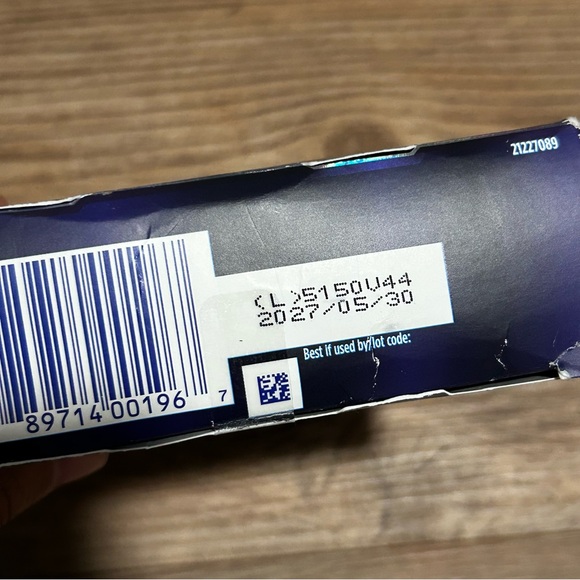 21227089
(L)5150V44
2027/05/30
Best if used by/lot code:
89714 00196 7